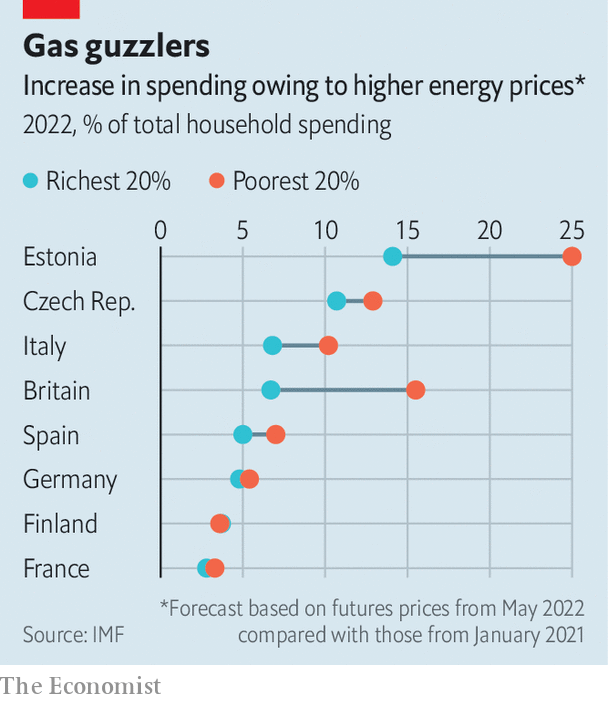 Gas guzzlers
Increase in spending owing to higher energy prices*
2022, % of total household spending
Richest 20% Poorest 20%
0 5 10 15 20 25
Estonia
Czech Rep.
Italy
Britain
Spain
Germany
Finland
France
*Forecast based on futures prices from May 2022
Source: IMF compared with those from January 2021
The Economist